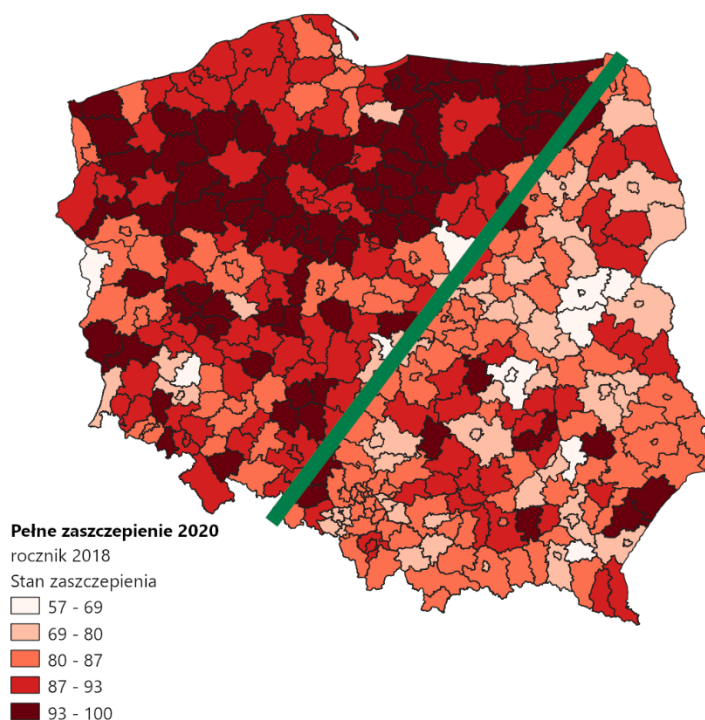 Pełne zaszczepienie 2020
rocznik 2018
Stan zaszczepienia
57 - 69
69 - 80
80 - 87
87 - 93
93 - 100